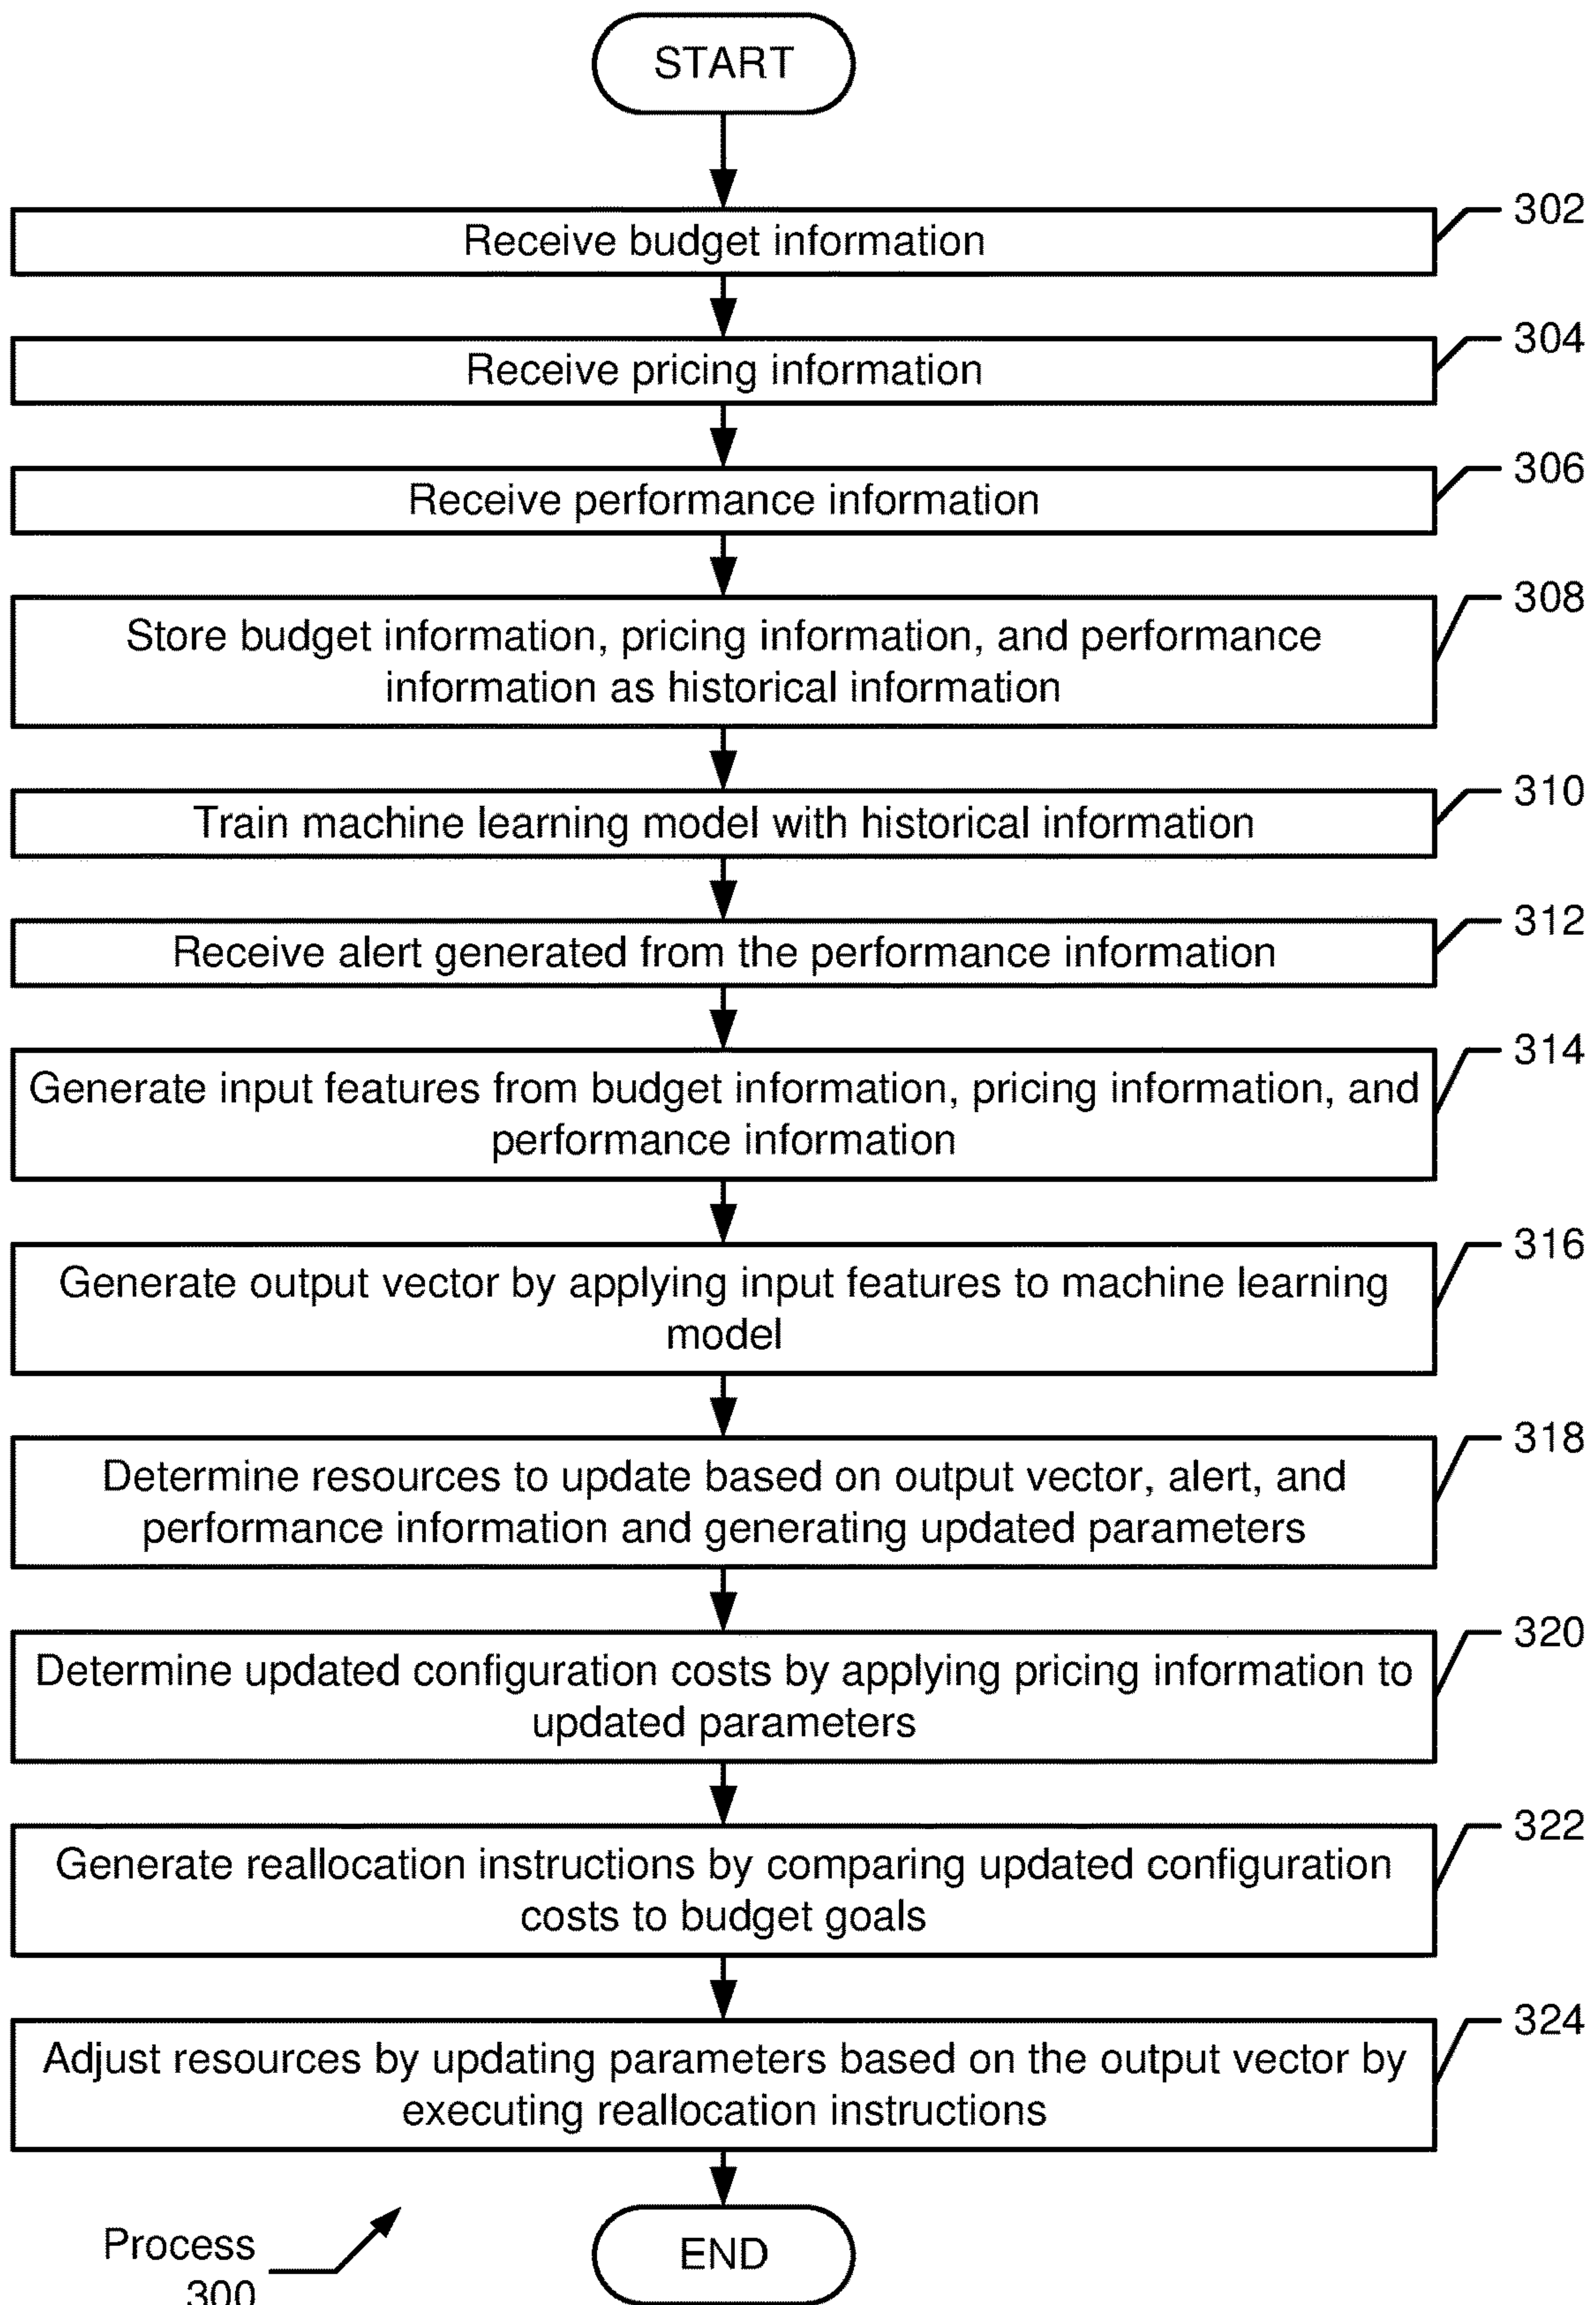 START
302
Receive budget information
304
Receive pricing information
306
Receive performance information
308
Store budget information, pricing information, and performance
information as historical information
310
Train machine learning model with historical information
312
Receive alert generated from the performance information
314
Generate input features from budget information, pricing information, and
performance information
316
Generate output vector by applying input features to machine learning
model
318
Determine resources to update based on output vector, alert, and
performance information and generating updated parameters
320
Determine updated configuration costs by applying pricing information to
updated parameters
322
Generate reallocation instructions by comparing updated configuration
costs to budget goals
324
Adjust resources by updating parameters based on the output vector by
executing reallocation instructions
END
Process
300